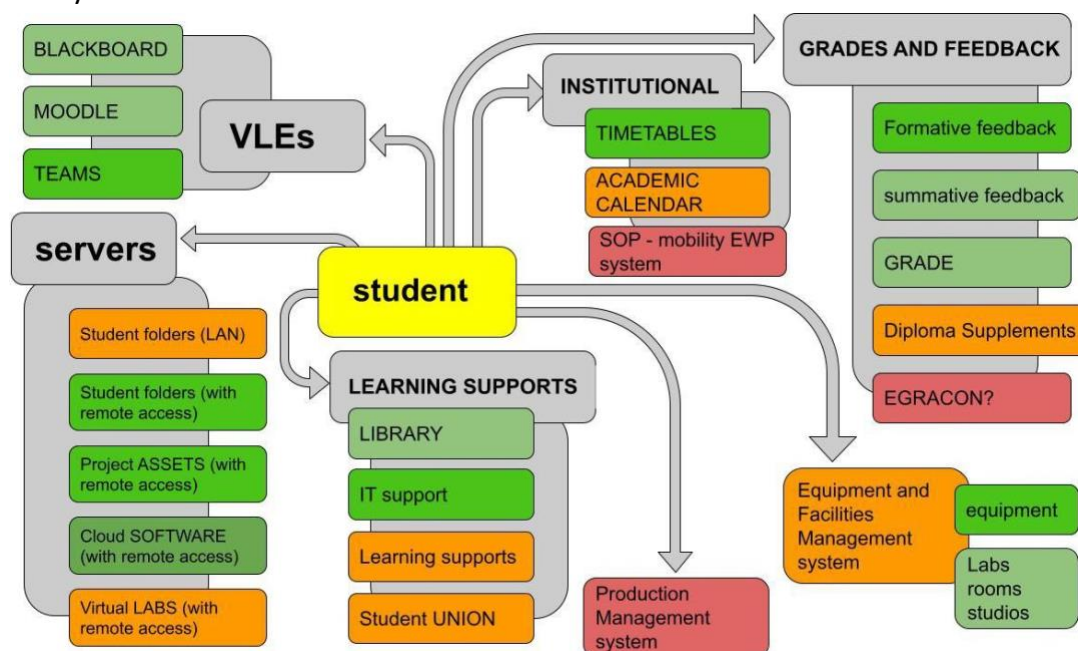 BLACKBOARD
MOODLE
TEAMS
VLEs
servers
Student folders (LAN)
Student folders (with
remote access)
Project ASSETS (with
remote access)
Cloud SOFTWARE
(with remote access)
Virtual LABS (with
remote access)
student
LEARNING SUPPORTS
LIBRARY
IT support
Learning supports
Student UNION
INSTITUTIONAL
TIMETABLES
ACADEMIC
CALENDAR
SOP - mobility EWP
system
GRADES AND FEEDBACK
Formative feedback
summative feedback
GRADE
Diploma Supplements
EGRACON?
Production
Management
system
Equipment and
Facilities
Management
system
equipment
Labs
rooms
studios